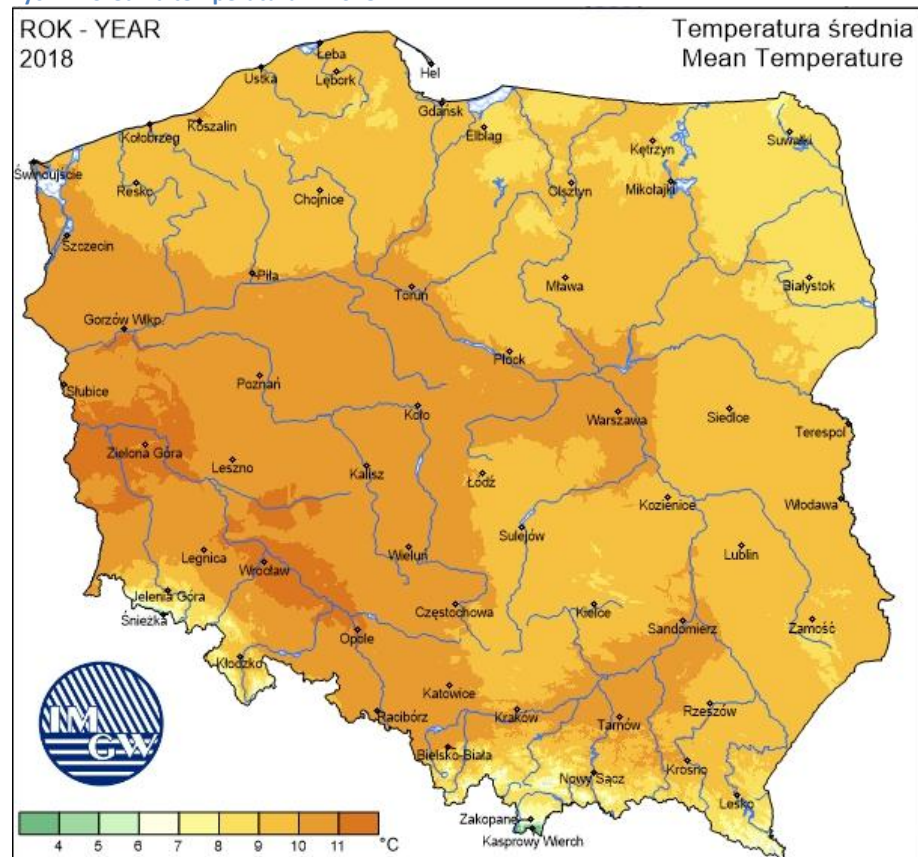 ROK - YEAR
2018
Temperatura średnia
Mean Temperature
Łeba
Hel
Ustka
Lębork
Gdańsk
Koszalin
Kołobrzeg
Elbląg
Suwałki
Kętrzyn
Świnoujście
Resko
Chojnice
Olsztyn
Mikołajki
Szczecin
Piła
Toruń
Mława
Białystok
Gorzów Wlkp.
Płock
Słubice
Poznań
Koło
Warszawa
Siedlce
Terespol
Zielona Góra
Leszno
Kalisz
Łódź
Kozienice
Włodawa
Sulejów
Legnica
Wrocław
Wieluń
Lublin
Jelenia Góra
Śnieżka
Częstochowa
Kielce
Sandomierz
Zamość
Opole
Kłodzko
Katowice
Racibórz
Kraków
Tarnów
Rzeszów
Bielsko-Biała
Nowy Sącz
Krosno
Lesko
Zakopane
Kasprowy Wierch
IM
GW
4 5 6 7 8 9 10 11 °C